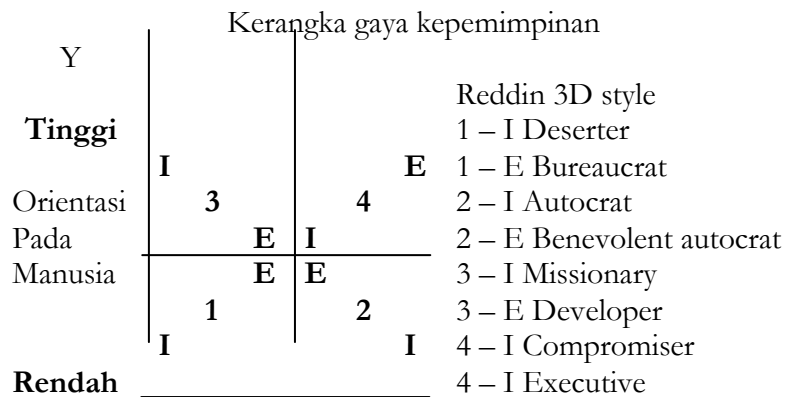 Kerangka gaya kepemimpinan
Y
Reddin 3D style
Tinggi 1 – I Deserter
I E 1 – E Bureaucrat
Orientasi 3 4 2 – I Autocrat
Pada E I 2 – E Benevolent autocrat
Manusia E E 3 – I Missionary
1 2 3 – E Developer
I I 4 – I Compromiser
Rendah 4 – I Executive